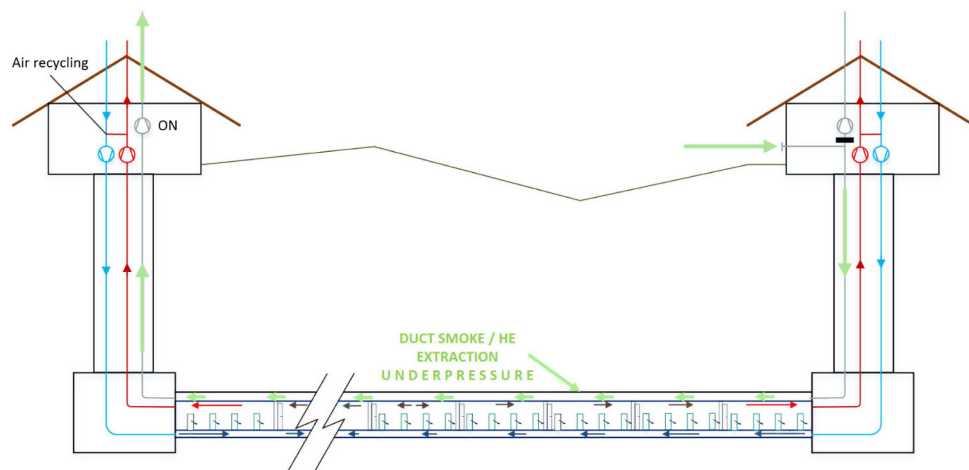 Air recycling
ON
DUCT SMOKE / HE
EXTRACTION
UNDERPRESSURE